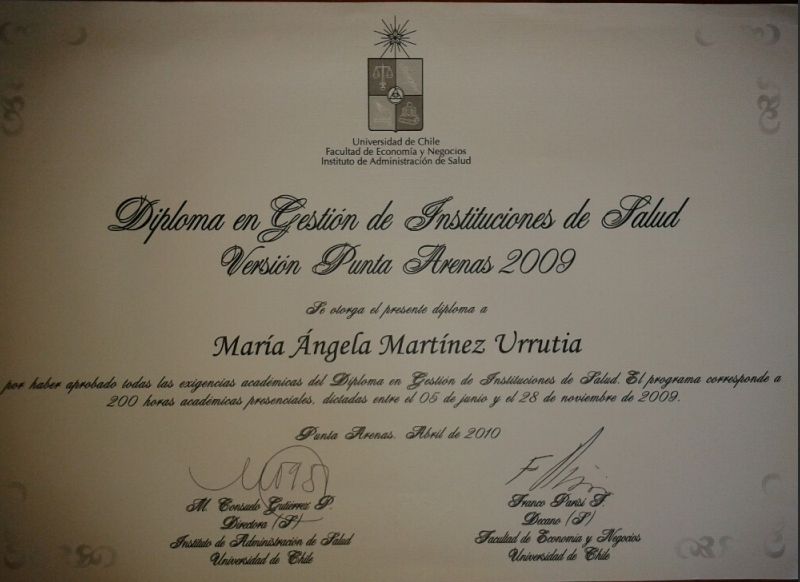 Universidad de Chile
Facultad de Economía y Negocios
Instituto de Administración de Salud
Diploma en Gestión de Instituciones de Salud
Versión Punta Arenas 2009
Se otorga el presente diploma a
María Ángela Martínez Urrutia
por haber aprobado todas las exigencias académicas del Diploma en Gestión de Instituciones de Salud. El programa corresponde a
200 horas académicas presenciales, dictadas entre el 05 de junio y el 28 de noviembre de 2009.
Punta Arenas, Abril de 2010
M. Consuelo Gutiérrez P.
Directora (S)
Instituto de Administracion de Salud
Universidad de Chile
Franco Parisi F.
Decano (S)
Facultad de Economía y Negocios
Universidad de Chile